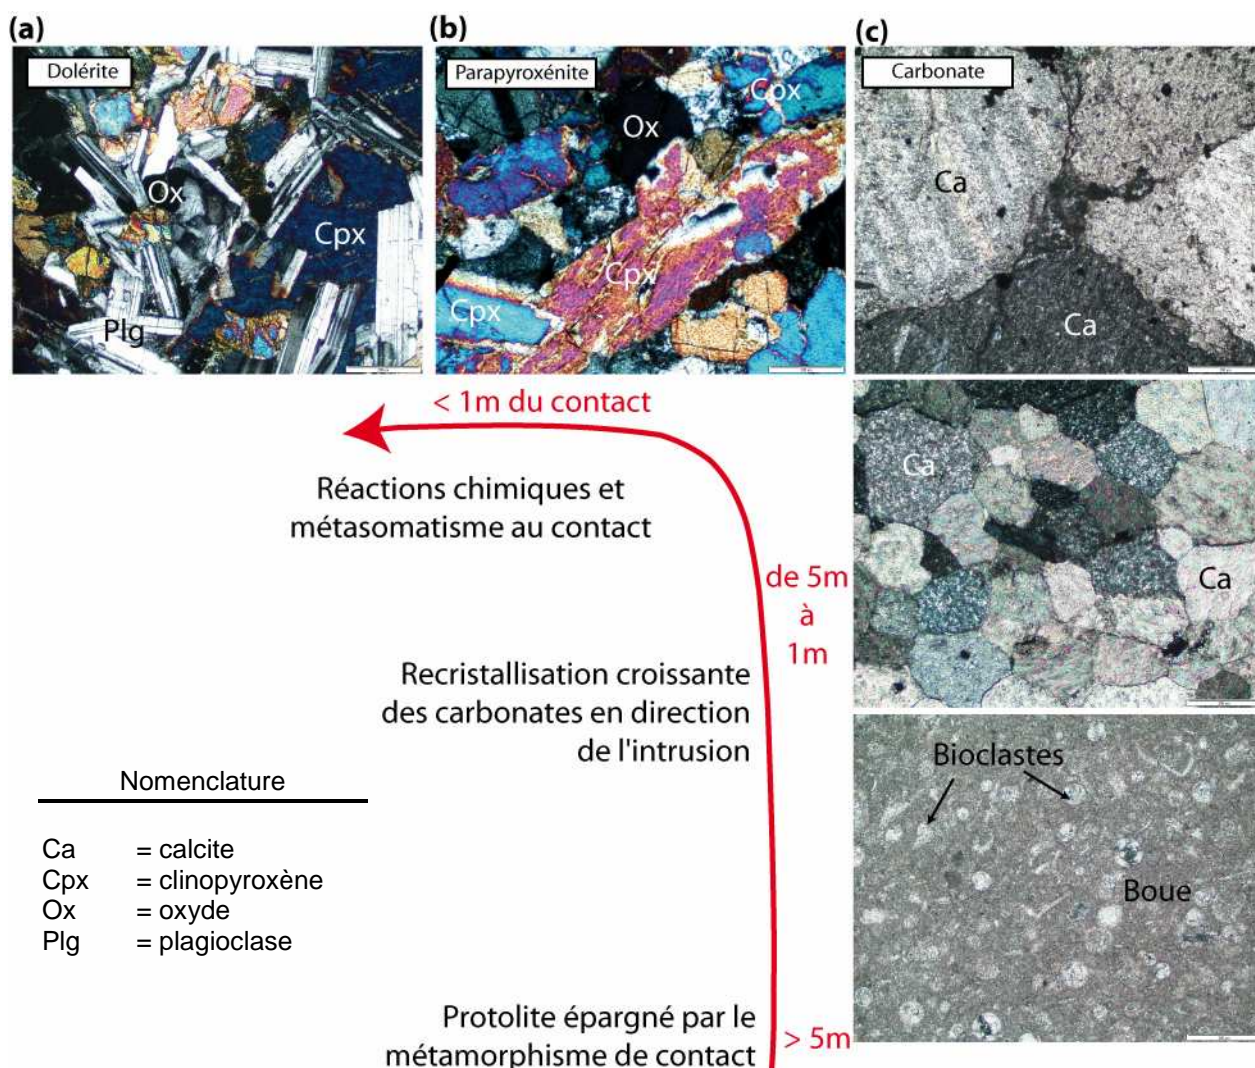 (a)
Dolérite
Ox
Cpx
Plg
(b)
Parapyroxénite
Cpx
Ox
Cpx
Cpx
(c)
Carbonate
Ca
Ca
Ca
Ca
Bioclastes
Boue
< 1m du contact
Réactions chimiques et
métasomatisme au contact
de 5m
à
1m
Recristallisation croissante
des carbonates en direction
de l'intrusion
Nomenclature
Ca = calcite
Cpx = clinopyroxène
Ox = oxyde
Plg = plagioclase
Protolite épargné par le
métamorphisme de contact
> 5m